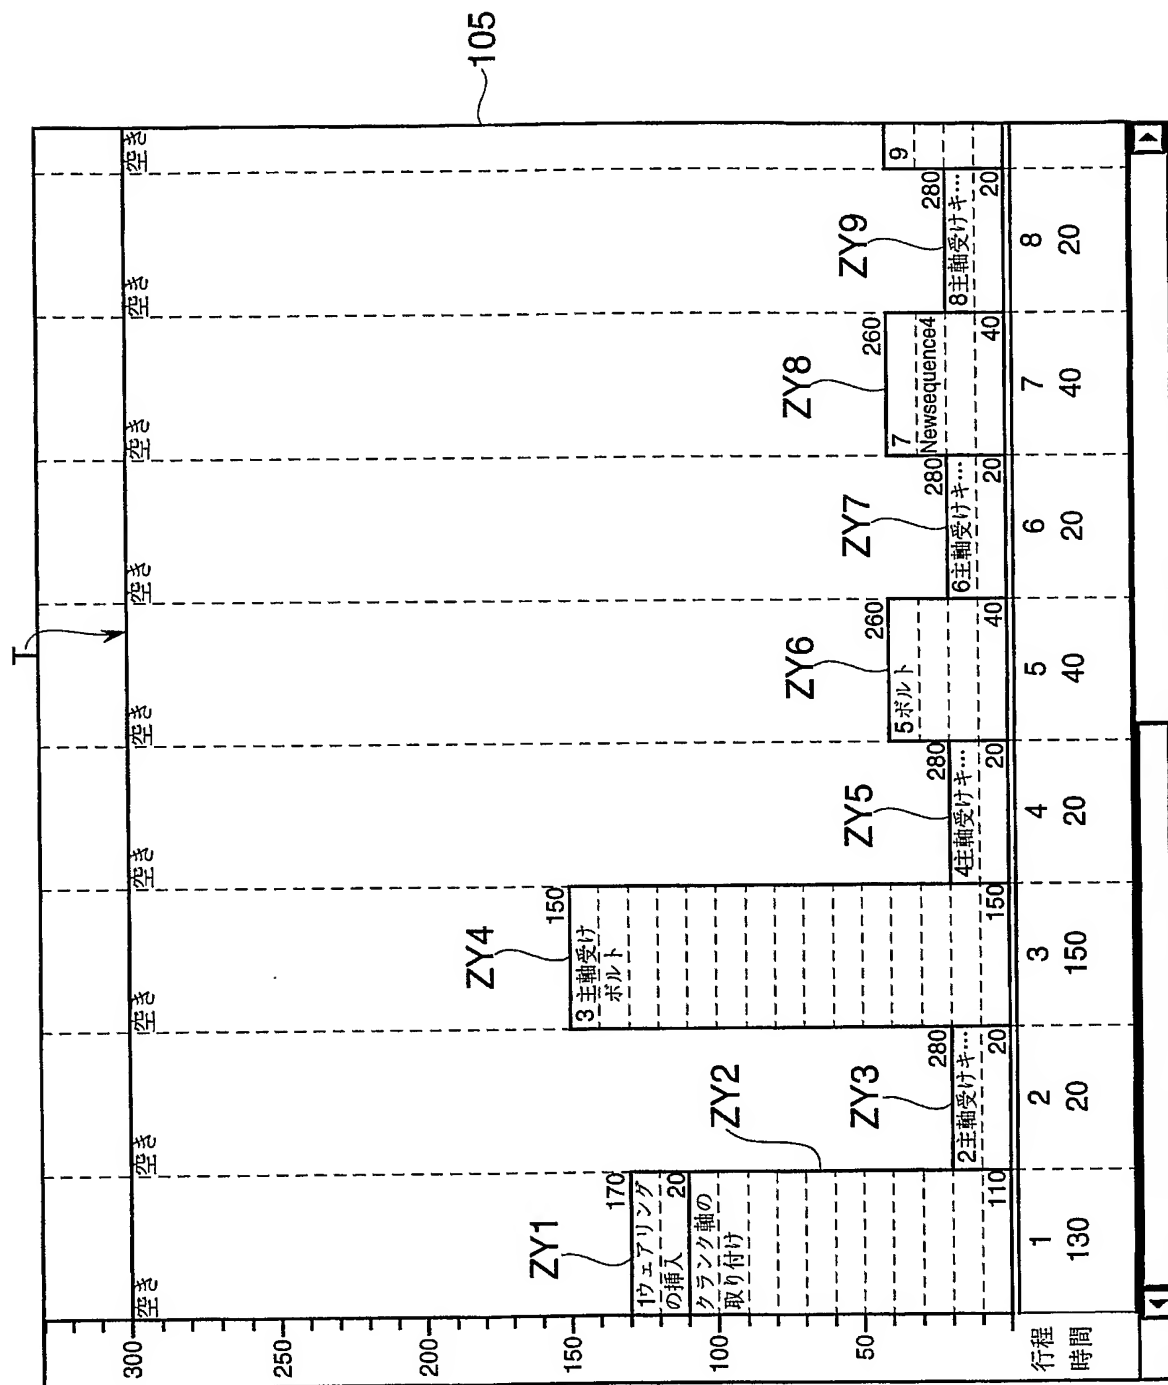 T
105
300
250
200
150
100
50
空き
空き
空き
空き
空き
空き
空き
空き
空き
ZY1
170
1ウェアリング
の挿入
20
ZY2
クランク軸の
取り付け
110
ZY3
280
2主軸受けキ…
20
ZY4
150
3 主軸受け
ボルト
150
ZY5
280
4主軸受けキ…
20
ZY6
260
5ボルト
40
ZY7
280
6主軸受けキ…
20
ZY8
260
7
Newsequence4
40
ZY9
280
8主軸受けキ…
20
9
行程 1 2 3 4 5 6 7 8
時間 130 20 150 20 40 20 40 20